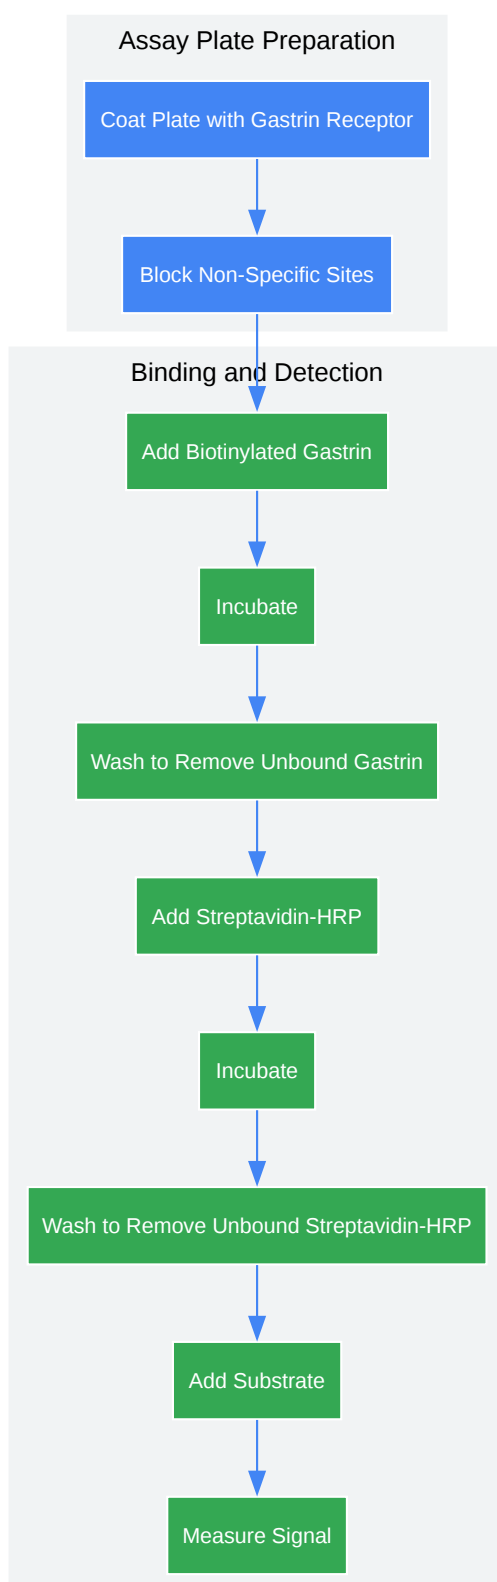 Assay Plate Preparation
Coat Plate with Gastrin Receptor
Block Non-Specific Sites
Binding and Detection
Add Biotinylated Gastrin
Incubate
Wash to Remove Unbound Gastrin
Add Streptavidin-HRP
Incubate
Wash to Remove Unbound Streptavidin-HRP
Add Substrate
Measure Signal